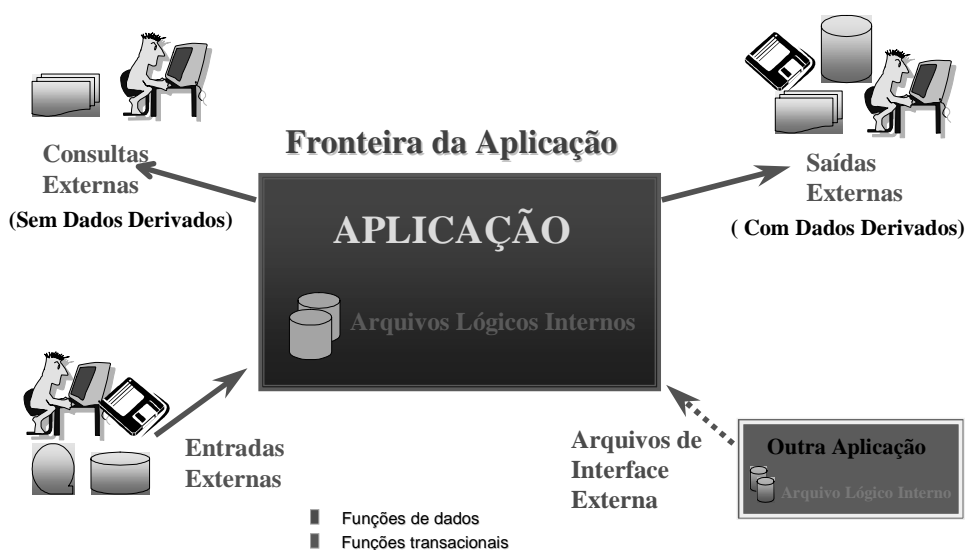 Fronteira da Aplicação
Consultas
Externas
(Sem Dados Derivados)
Saídas
Externas
( Com Dados Derivados)
APLICAÇÃO
Arquivos Lógicos Internos
Entradas
Externas
Arquivos de
Interface
Externa
Outra Aplicação
Arquivo Lógico Interno
Funções de dados
Funções transacionais